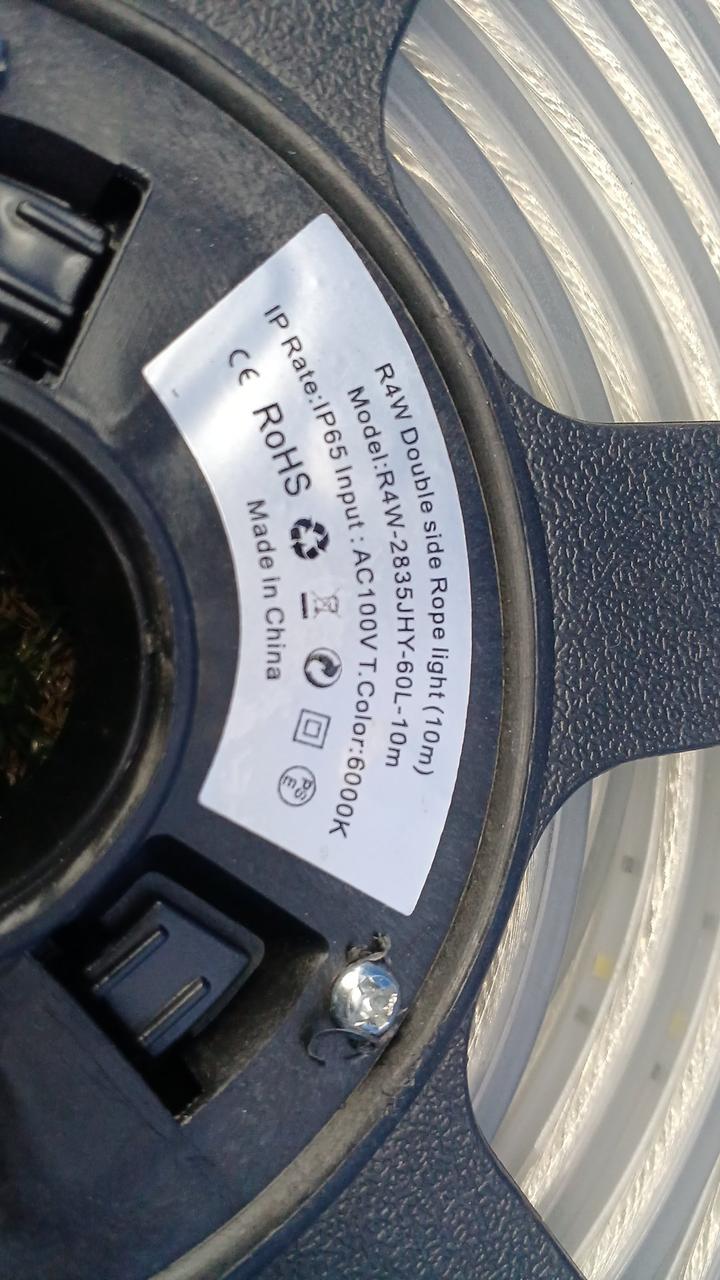 R4W Double side Rope light (10m)
Model:R4W-2835JHY-60L-10m
IP Rate:IP65 Input : AC100V T.Color:6000K
CE RoHS PSE
Made in China